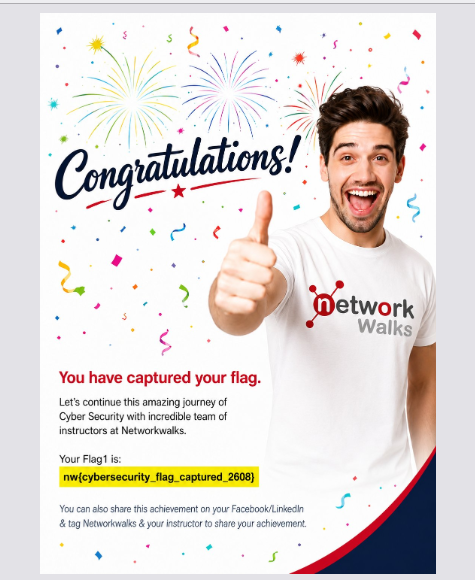 Congratulations!
network
Walks
You have captured your flag.
Let's continue this amazing journey of
Cyber Security with incredible team of
instructors at Networkwalks.
Your Flag1 is:
nw{cybersecurity_flag_captured_2608}
You can also share this achievement on your Facebook/LinkedIn
& tag Networkwalks & your instructor to share your achievement.